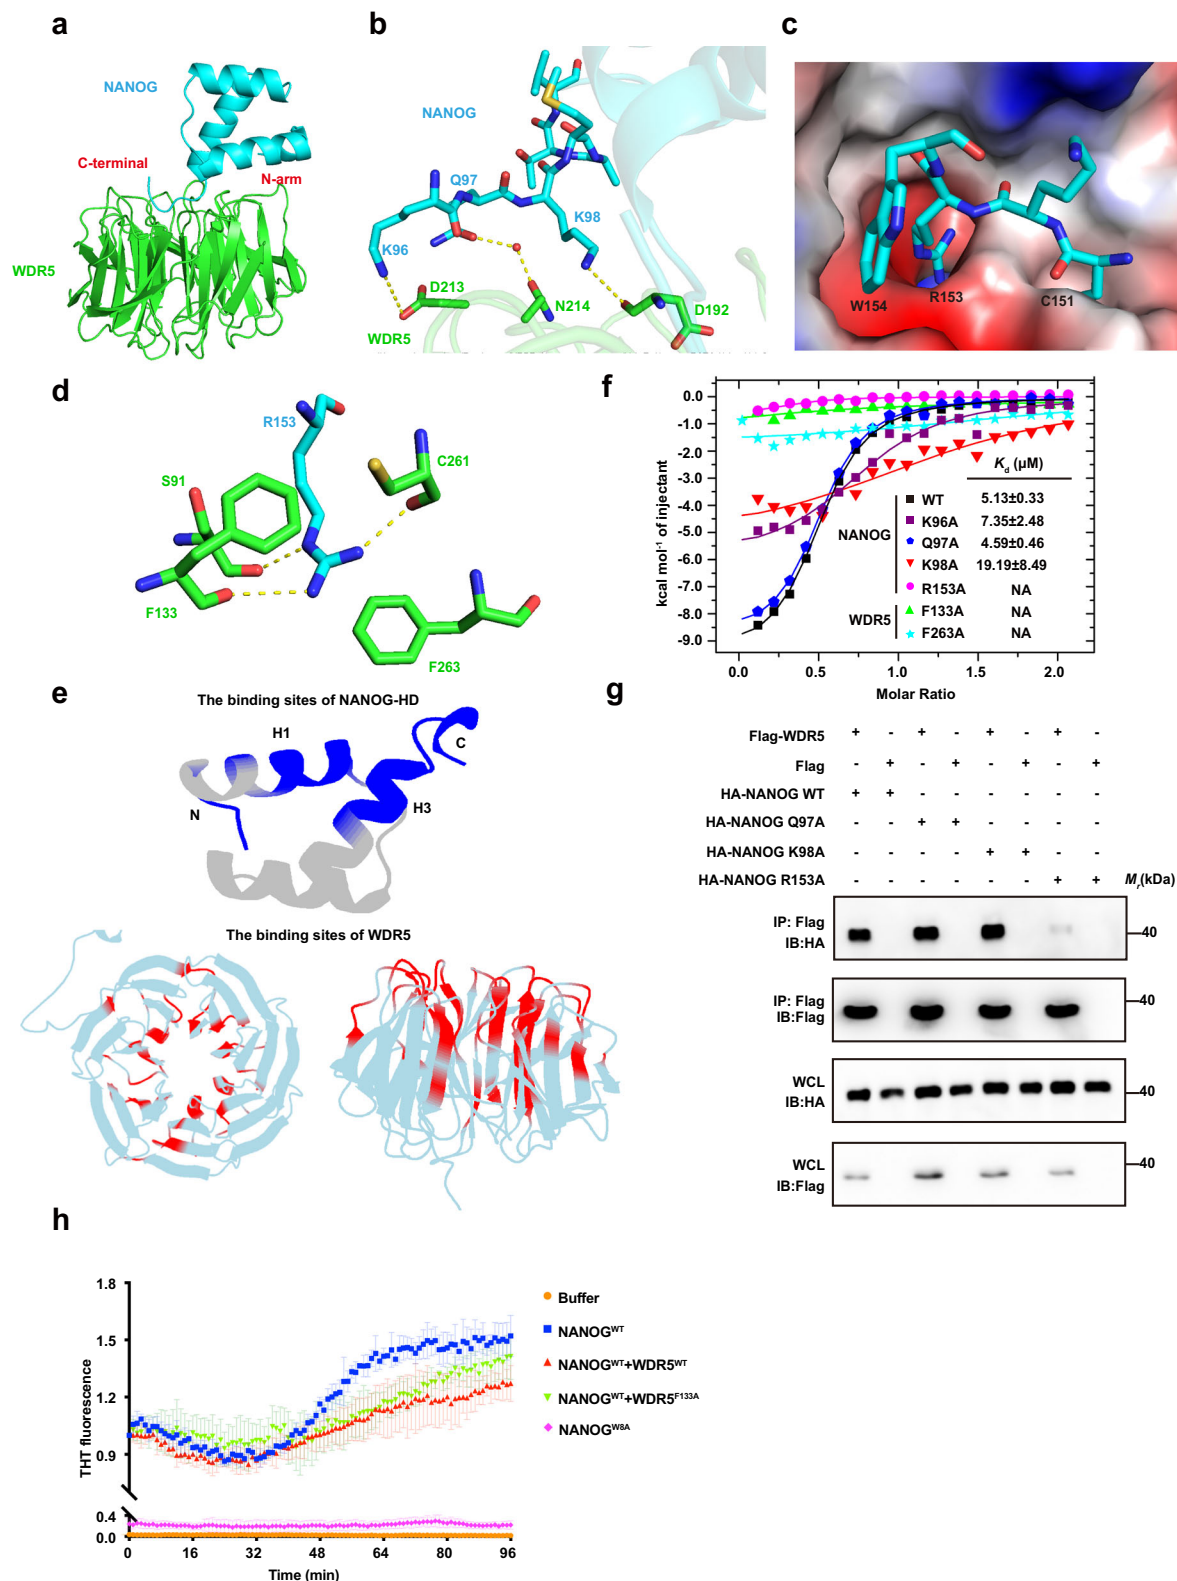 a
NANOG
C-terminal
N-arm
WDR5
b
NANOG
Q97
K98
K96
D213
N214
D192
WDR5
c
W154
R153
C151
d
R153
S91
C261
F133
F263
e
The binding sites of NANOG-HD
H1
C
N
H3
The binding sites of WDR5
f
kcal mol-1 of injectant
0.0
-1.0
-2.0
-3.0
-4.0
-5.0
-6.0
-7.0
-8.0
-9.0
0.0 0.5 1.0 1.5 2.0
Molar Ratio
Kd (µM)
WT 5.13±0.33
K96A 7.35±2.48
NANOG
Q97A 4.59±0.46
K98A 19.19±8.49
R153A NA
WDR5
F133A NA
F263A NA
g
Flag-WDR5 + - + - + - + -
Flag - + - + - + - +
HA-NANOG WT + + - - - - - -
HA-NANOG Q97A - - + + - - - -
HA-NANOG K98A - - - - + + - -
HA-NANOG R153A - - - - - - + + Mr(kDa)
IP: Flag
IB:HA
40
IP: Flag
IB:Flag
40
WCL
IB:HA
40
WCL
IB:Flag
40
h
THT fluorescence
1.8
1.5
1.2
0.9
0.4
0.0
0 16 32 48 64 80 96
Time (min)
Buffer
NANOGWT
NANOGWT+WDR5WT
NANOGWT+WDR5F133A
NANOGW8A